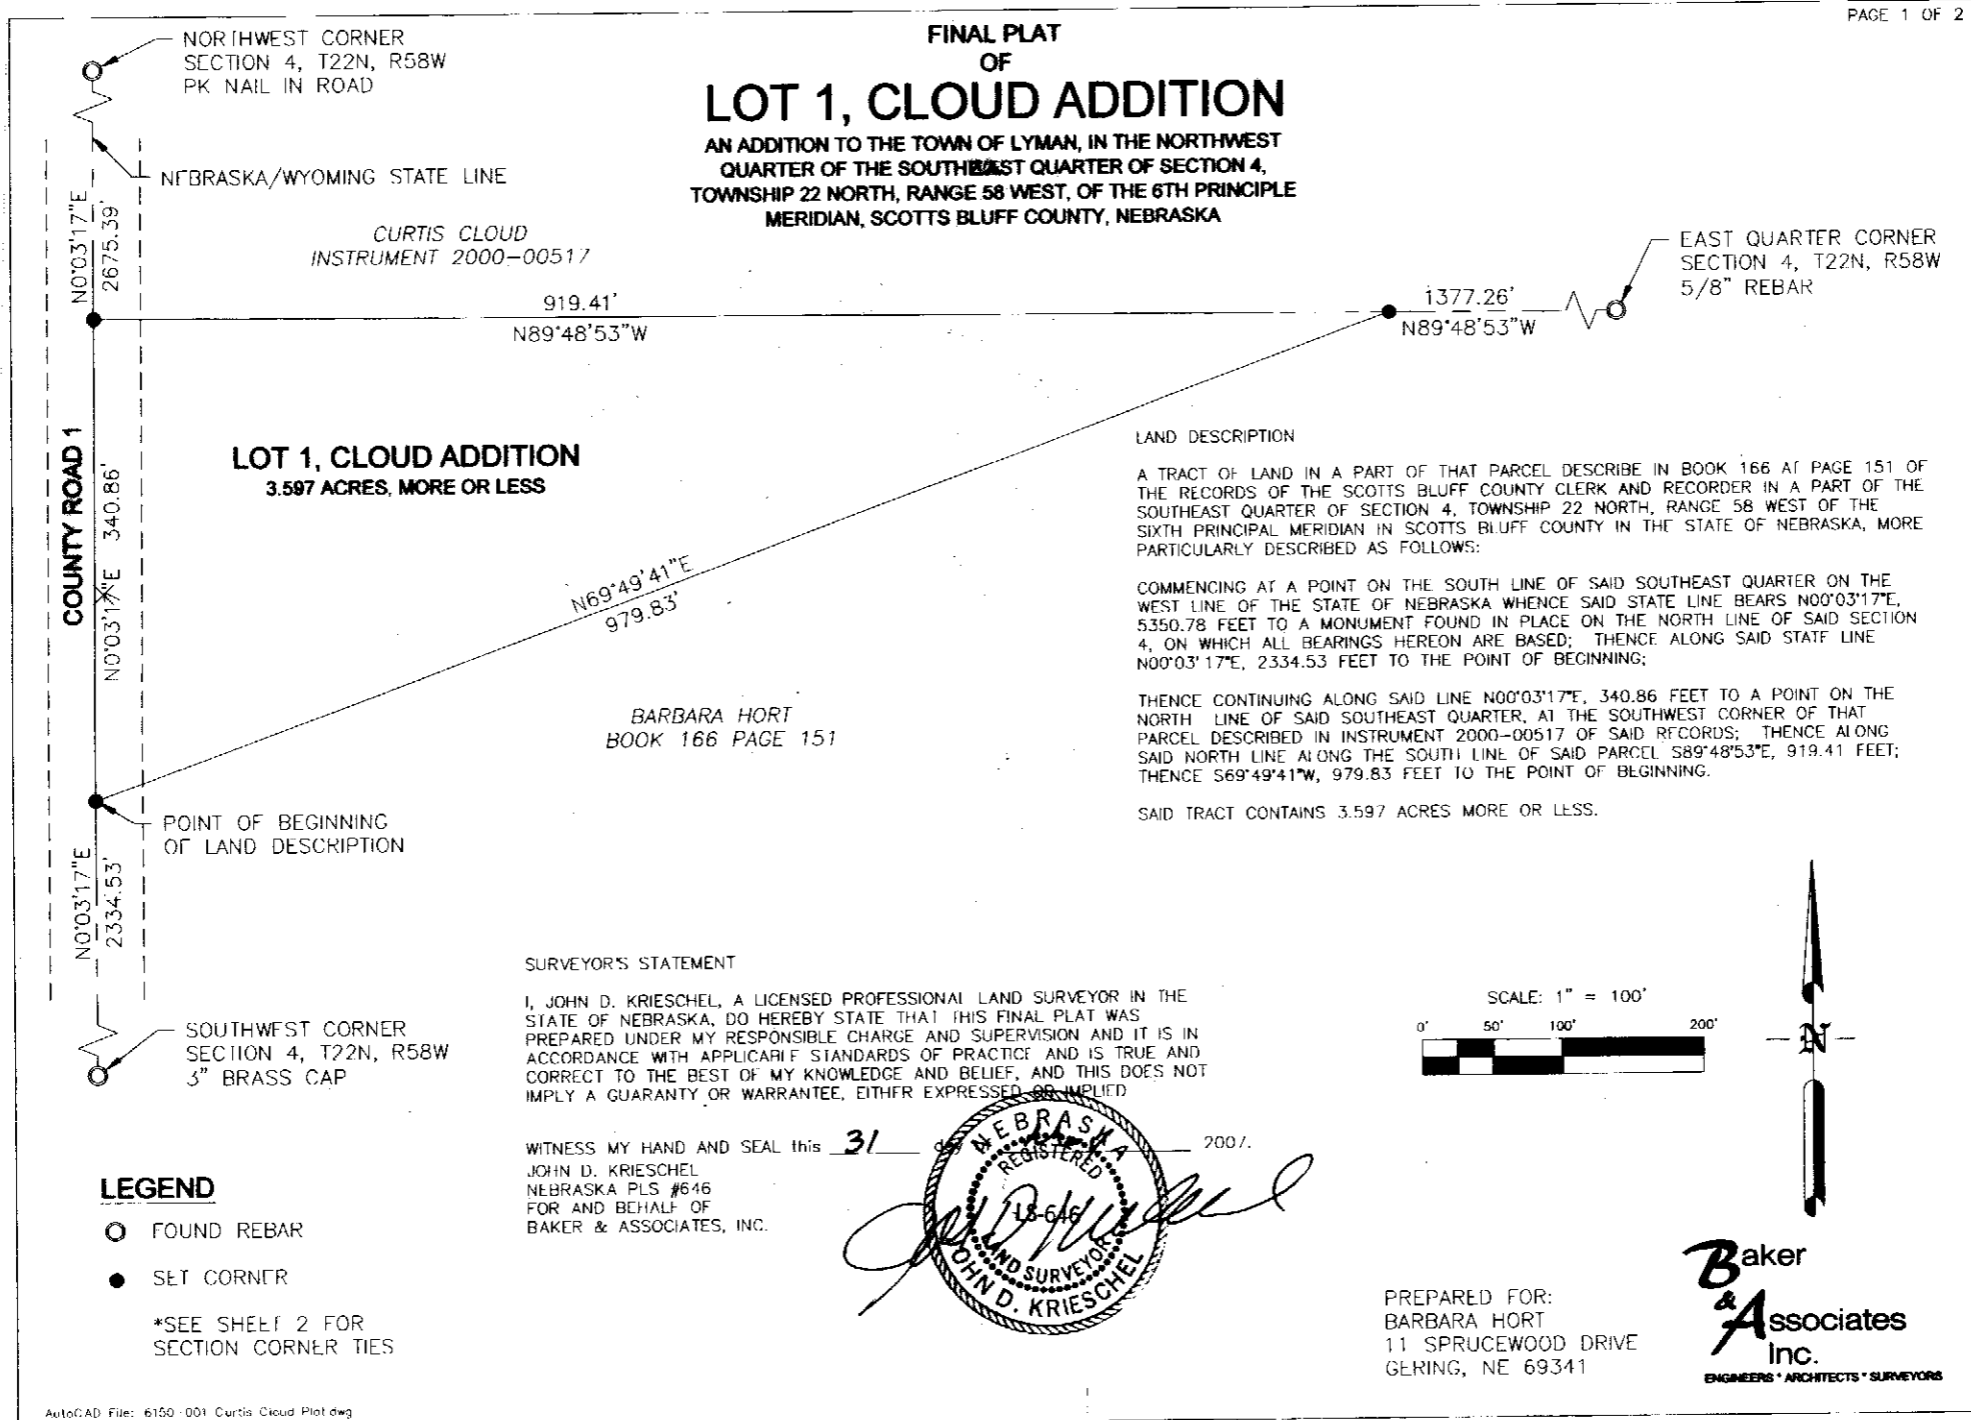 PAGE 1 OF 2
FINAL PLAT
OF
LOT 1, CLOUD ADDITION
AN ADDITION TO THE TOWN OF LYMAN, IN THE NORTHWEST
QUARTER OF THE SOUTHEAST QUARTER OF SECTION 4,
TOWNSHIP 22 NORTH, RANGE 58 WEST, OF THE 6TH PRINCIPLE
MERIDIAN, SCOTTS BLUFF COUNTY, NEBRASKA
NORTHWEST CORNER
SECTION 4, T22N, R58W
PK NAIL IN ROAD
NEBRASKA/WYOMING STATE LINE
N0°03'17"E
2675.39'
CURTIS CLOUD
INSTRUMENT 2000-00517
919.41'
N89°48'53"W
1377.26'
N89°48'53"W
EAST QUARTER CORNER
SECTION 4, T22N, R58W
5/8" REBAR
COUNTY ROAD 1
N0°03'17"E 340.86'
LOT 1, CLOUD ADDITION
3.597 ACRES, MORE OR LESS
N69°49'41"E
979.83'
BARBARA HORT
BOOK 166 PAGE 151
POINT OF BEGINNING
OF LAND DESCRIPTION
N0°03'17"E
2334.53'
SOUTHWEST CORNER
SECTION 4, T22N, R58W
3" BRASS CAP
LAND DESCRIPTION
A TRACT OF LAND IN A PART OF THAT PARCEL DESCRIBE IN BOOK 166 AT PAGE 151 OF
THE RECORDS OF THE SCOTTS BLUFF COUNTY CLERK AND RECORDER IN A PART OF THE
SOUTHEAST QUARTER OF SECTION 4, TOWNSHIP 22 NORTH, RANGE 58 WEST OF THE
SIXTH PRINCIPAL MERIDIAN IN SCOTTS BLUFF COUNTY IN THE STATE OF NEBRASKA, MORE
PARTICULARLY DESCRIBED AS FOLLOWS:
COMMENCING AT A POINT ON THE SOUTH LINE OF SAID SOUTHEAST QUARTER ON THE
WEST LINE OF THE STATE OF NEBRASKA WHENCE SAID STATE LINE BEARS N00°03'17"E,
5350.78 FEET TO A MONUMENT FOUND IN PLACE ON THE NORTH LINE OF SAID SECTION
4, ON WHICH ALL BEARINGS HEREON ARE BASED; THENCE ALONG SAID STATE LINE
N00°03'17"E, 2334.53 FEET TO THE POINT OF BEGINNING;
THENCE CONTINUING ALONG SAID LINE N00°03'17"E, 340.86 FEET TO A POINT ON THE
NORTH LINE OF SAID SOUTHEAST QUARTER, AT THE SOUTHWEST CORNER OF THAT
PARCEL DESCRIBED IN INSTRUMENT 2000-00517 OF SAID RECORDS; THENCE ALONG
SAID NORTH LINE ALONG THE SOUTH LINE OF SAID PARCEL S89°48'53"E, 919.41 FEET;
THENCE S69°49'41"W, 979.83 FEET TO THE POINT OF BEGINNING.
SAID TRACT CONTAINS 3.597 ACRES MORE OR LESS.
SURVEYOR'S STATEMENT
I, JOHN D. KRIESCHEL, A LICENSED PROFESSIONAL LAND SURVEYOR IN THE
STATE OF NEBRASKA, DO HEREBY STATE THAT THIS FINAL PLAT WAS
PREPARED UNDER MY RESPONSIBLE CHARGE AND SUPERVISION AND IT IS IN
ACCORDANCE WITH APPLICABLE STANDARDS OF PRACTICE AND IS TRUE AND
CORRECT TO THE BEST OF MY KNOWLEDGE AND BELIEF, AND THIS DOES NOT
IMPLY A GUARANTY OR WARRANTEE, EITHER EXPRESSED OR IMPLIED
WITNESS MY HAND AND SEAL this 31 2007.
JOHN D. KRIESCHEL
NEBRASKA PLS #646
FOR AND BEHALF OF
BAKER & ASSOCIATES, INC.
NEBRASKA
REGISTERED
LS-646
LAND SURVEYOR
JOHN D. KRIESCHEL
SCALE: 1" = 100'
0' 50' 100' 200'
N
LEGEND
FOUND REBAR
SET CORNER
*SEE SHEET 2 FOR
SECTION CORNER TIES
PREPARED FOR:
BARBARA HORT
11 SPRUCEWOOD DRIVE
GERING, NE 69341
Baker
& Associates
Inc.
ENGINEERS * ARCHITECTS * SURVEYORS
AutoCAD File: 6150-001 Curtis Cloud Plat.dwg